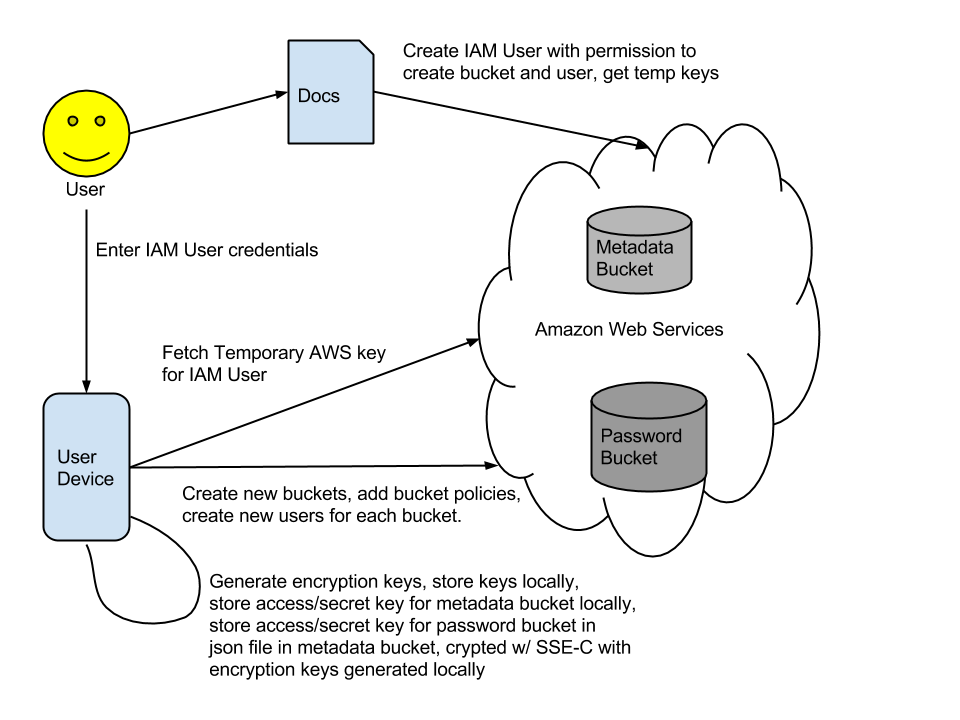 Create IAM User with permission to
create bucket and user, get temp keys
Docs
User
Enter IAM User credentials
Metadata
Bucket
Amazon Web Services
Fetch Temporary AWS key
for IAM User
Password
Bucket
User
Device
Create new buckets, add bucket policies,
create new users for each bucket.
Generate encryption keys, store keys locally,
store access/secret key for metadata bucket locally,
store access/secret key for password bucket in
json file in metadata bucket, crypted w/ SSE-C with
encryption keys generated locally